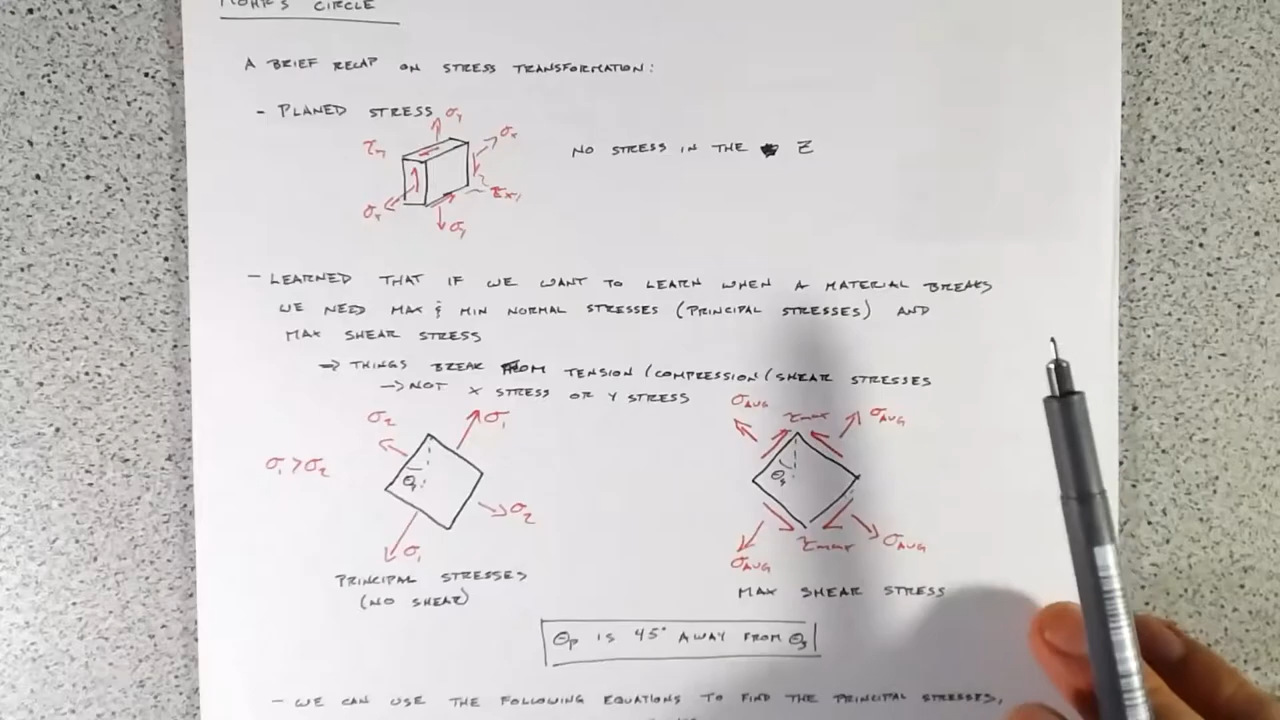 MOHR'S CIRCLE
A BRIEF RECAP ON STRESS TRANSFORMATION:
- PLANED STRESS
σy
σx
τxy
NO STRESS IN THE Z
σx
τxy
σy
- LEARNED THAT IF WE WANT TO LEARN WHEN A MATERIAL BREAKS
WE NEED MAX & MIN NORMAL STRESSES (PRINCIPAL STRESSES) AND
MAX SHEAR STRESS
→ THINGS BREAK FROM TENSION/COMPRESSION/SHEAR STRESSES
→ NOT X STRESS OR Y STRESS
σ2
σ1
σAVG
τmax
σAVG
σ1 > σ2
θs
σ2
σ1
σAVG
τmax
σAVG
PRINCIPAL STRESSES
(NO SHEAR)
MAX SHEAR STRESS
θp IS 45° AWAY FROM θs
- WE CAN USE THE FOLLOWING EQUATIONS TO FIND THE PRINCIPAL STRESSES,